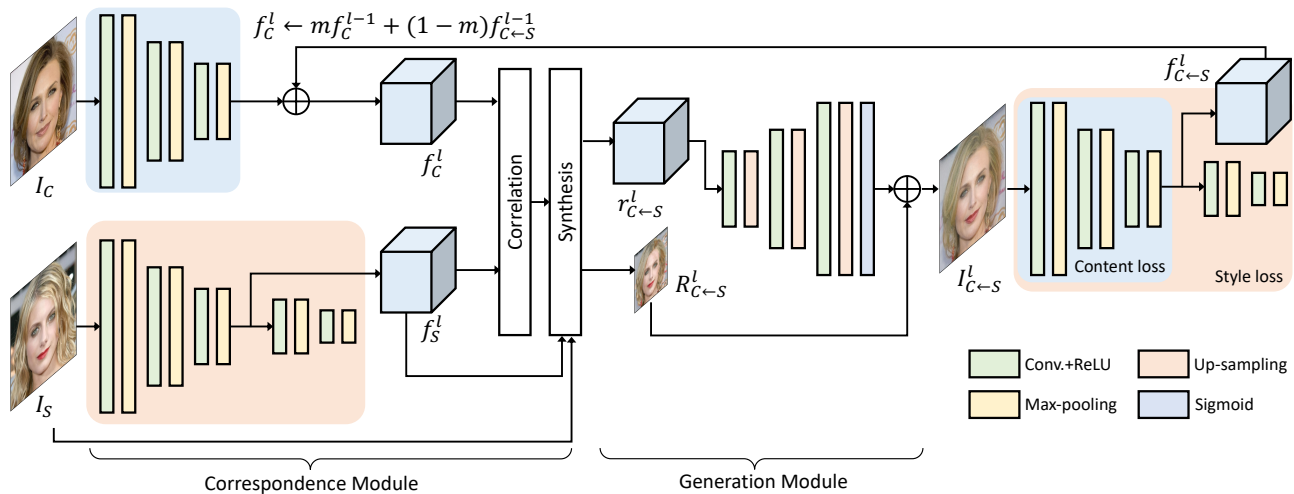 f_C^l ← mf_C^{l-1} + (1 − m)f_{C←S}^{l-1}
I_C
f_C^l
Correlation
Synthesis
r_{C←S}^l
f_{C←S}^l
I_S
f_S^l
R_{C←S}^l
I_{C←S}^l
Content loss
Style loss
Conv.+ReLU
Up-sampling
Max-pooling
Sigmoid
Correspondence Module
Generation Module